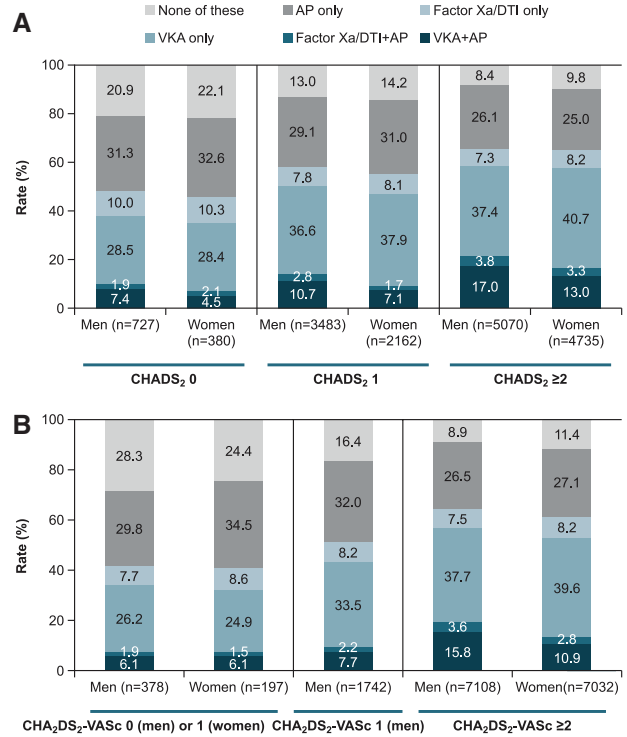 None of these AP only Factor Xa/DTI only
VKA only Factor Xa/DTI+AP VKA+AP
A
Rate (%)
100
80
60
40
20
0
20.9 22.1 13.0 14.2 8.4 9.8
31.3 32.6 29.1 31.0 26.1 25.0
10.0 10.3 7.8 8.1 7.3 8.2
28.5 28.4 36.6 37.9 37.4 40.7
1.9 2.1 2.8 1.7 3.8 3.3
7.4 4.5 10.7 7.1 17.0 13.0
Men (n=727) Women (n=380) Men (n=3483) Women (n=2162) Men (n=5070) Women (n=4735)
CHADS₂ 0 CHADS₂ 1 CHADS₂ ≥2
B
Rate (%)
100
80
60
40
20
0
28.3 24.4 16.4 8.9 11.4
29.8 34.5 32.0 26.5 27.1
7.7 8.6 8.2 7.5 8.2
26.2 24.9 33.5 37.7 39.6
1.9 1.5 2.2 3.6 2.8
6.1 6.1 7.7 15.8 10.9
Men (n=378) Women (n=197) Men (n=1742) Men (n=7108) Women(n=7032)
CHA₂DS₂-VASc 0 (men) or 1 (women) CHA₂DS₂-VASc 1 (men) CHA₂DS₂-VASc ≥2